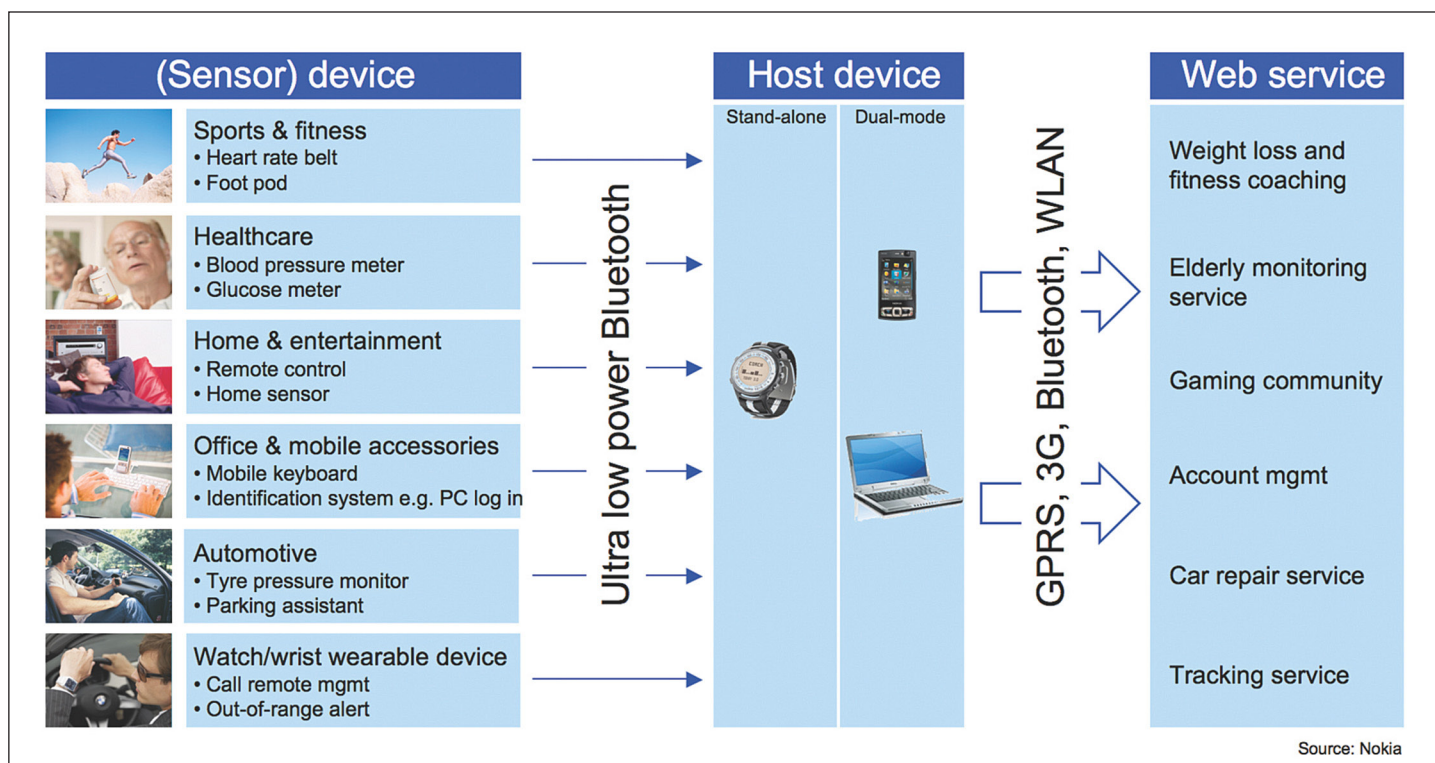 (Sensor) device
Sports & fitness
• Heart rate belt
• Foot pod
Healthcare
• Blood pressure meter
• Glucose meter
Home & entertainment
• Remote control
• Home sensor
Office & mobile accessories
• Mobile keyboard
• Identification system e.g. PC log in
Automotive
• Tyre pressure monitor
• Parking assistant
Watch/wrist wearable device
• Call remote mgmt
• Out-of-range alert
Ultra low power Bluetooth
Host device
Stand-alone
Dual-mode
GPRS, 3G, Bluetooth, WLAN
Web service
Weight loss and
fitness coaching
Elderly monitoring
service
Gaming community
Account mgmt
Car repair service
Tracking service
Source: Nokia